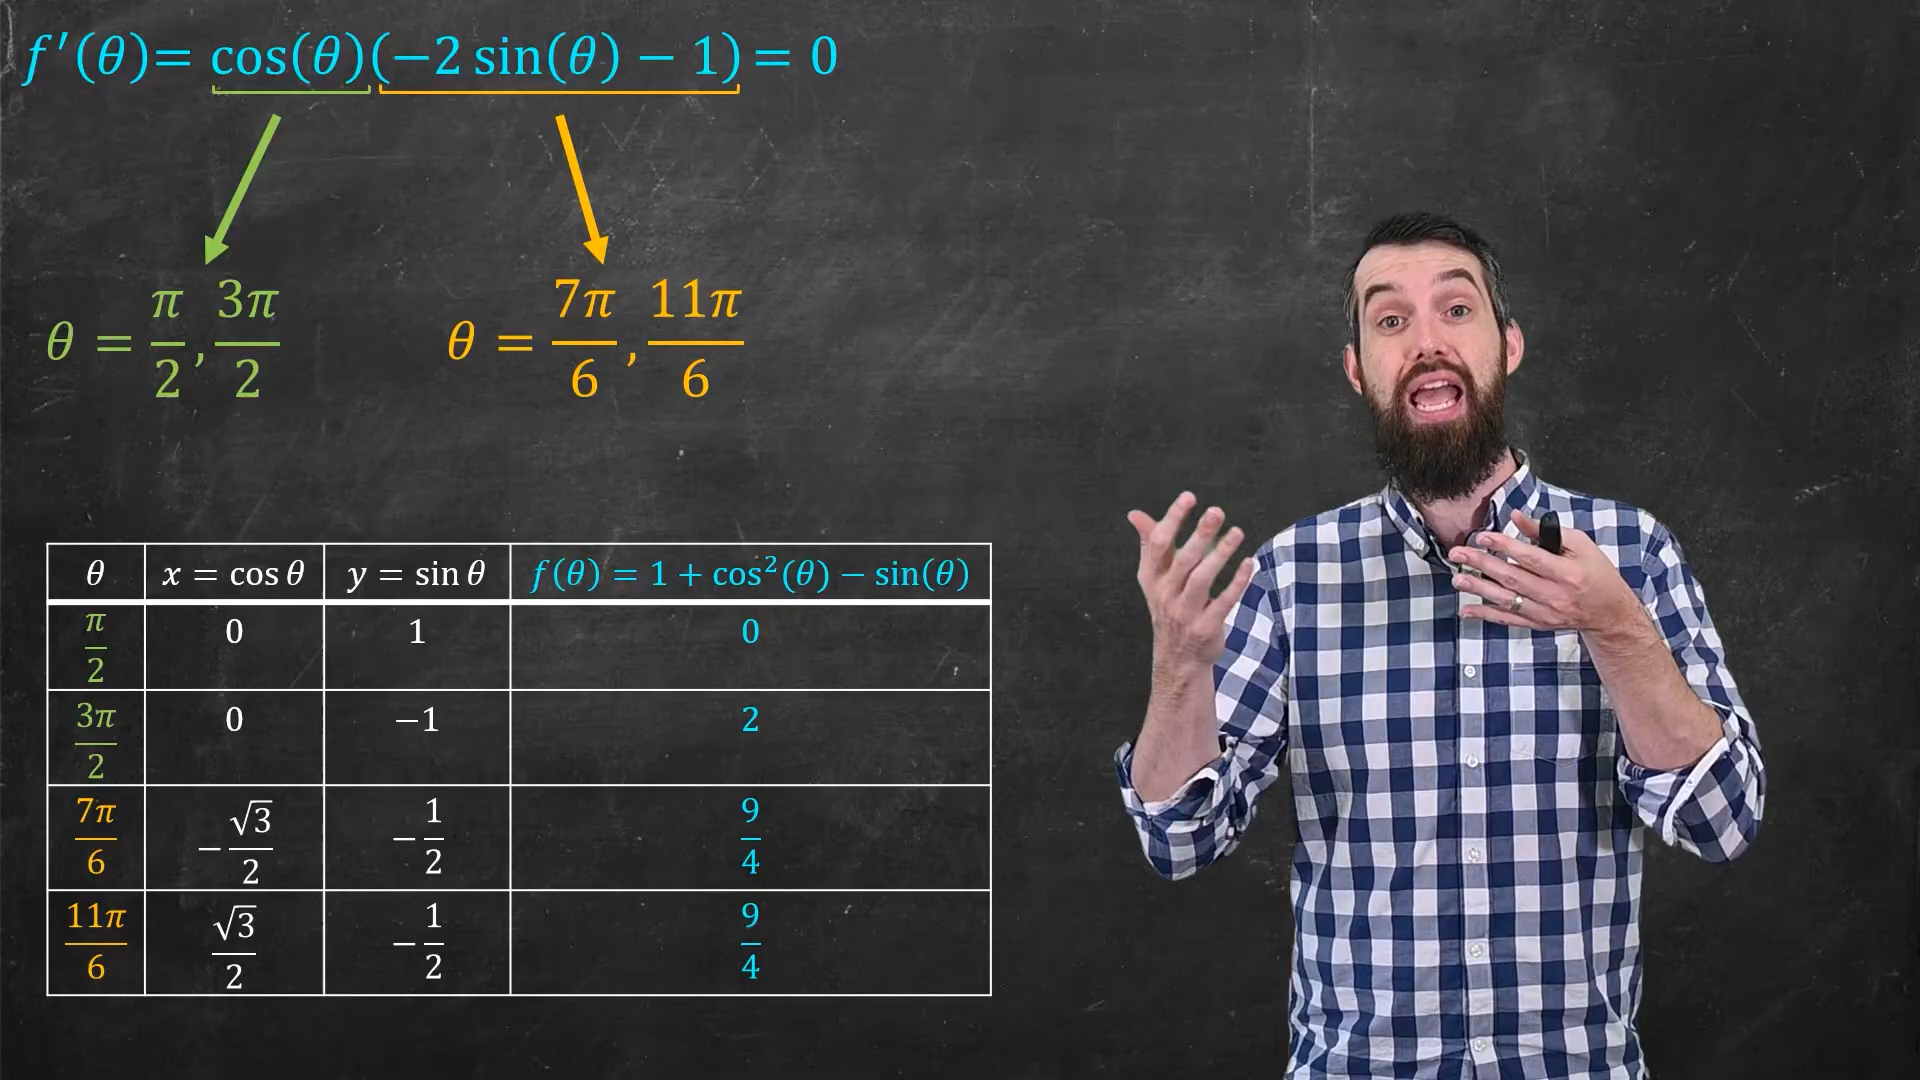 f′(θ)= cos(θ)(−2 sin(θ) − 1) = 0
θ = π/2, 3π/2
θ = 7π/6, 11π/6
θ x = cos θ y = sin θ f(θ) = 1 + cos²(θ) − sin(θ)
π/2 0 1 0
3π/2 0 −1 2
7π/6 −√3/2 −1/2 9/4
11π/6 √3/2 −1/2 9/4